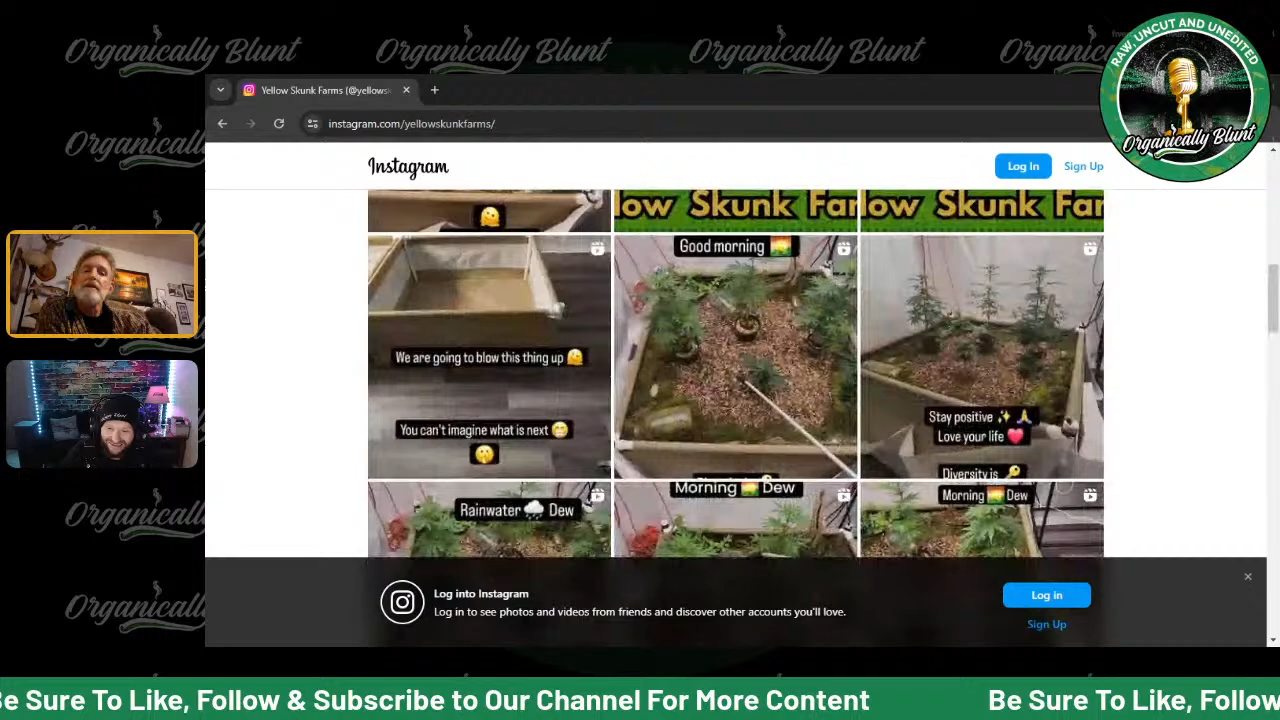 Organically Blunt
Organically Blunt
Organically Blunt
Organically
RAW, UNCUT AND UNEDITED
Organically Blunt
Yellow Skunk Farms (@yellows
Organically
instagram.com/yellowskunkfarms/
Instagram
Log In
Sign Up
low Skunk Far
low Skunk Far
🫠
Good morning
We are going to blow this thing up 🫠
You can't imagine what is next 😁
🤫
Stay positive ✨ 🙏
Love your life ❤️
Diversity is 🔑
Rainwater 🌧️ Dew
Morning Dew
Morning Dew
Organically
Log into Instagram
Log in to see photos and videos from friends and discover other accounts you'll love.
Log in
Sign Up
Organically
Be Sure To Like, Follow & Subscribe to Our Channel For More Content
Be Sure To Like, Follow